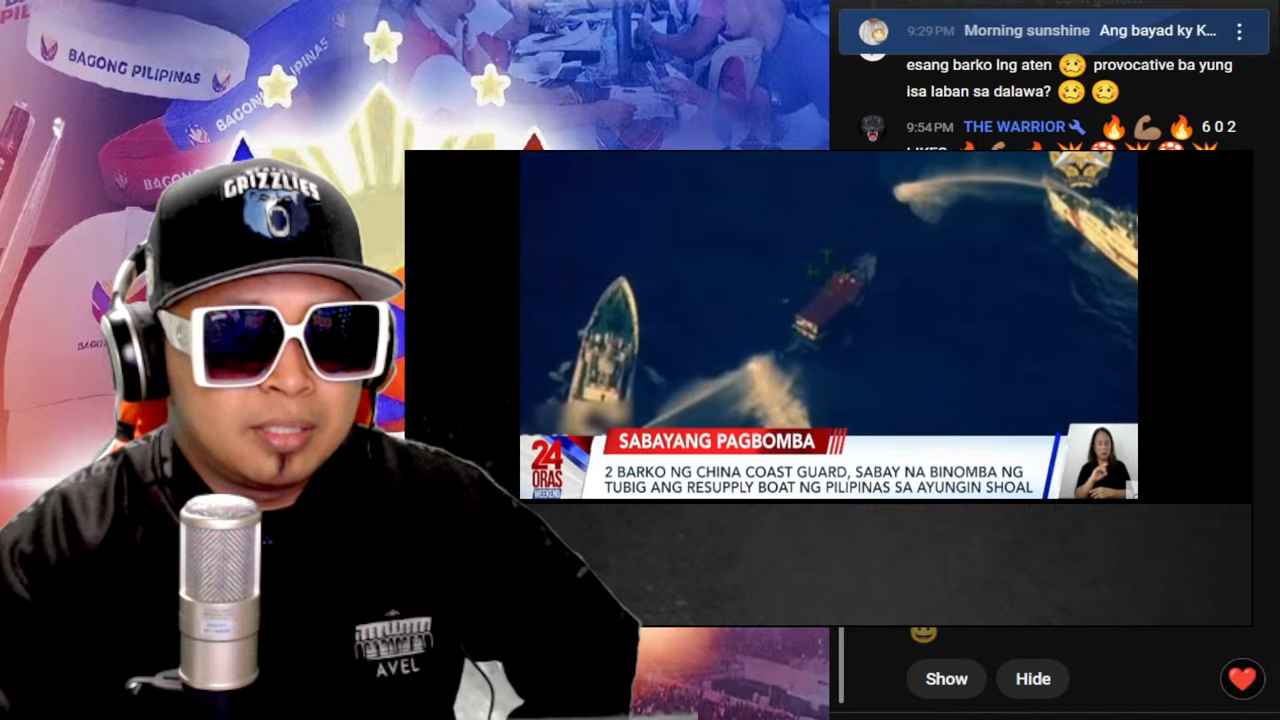 BAGONG PILIPINAS
BAGONG
PILIPINAS
GRIZZLIES
AVEL
9:29 PM Morning sunshine Ang bayad ky K...
esang barko lng aten 🥴 provocative ba yung
isa laban sa dalawa? 🥴 🥴
9:54 PM THE WARRIOR 🔧 🔥 💪🏾 🔥 6 0 2
SABAYANG PAGBOMBA
24
ORAS
WEEKEND
2 BARKO NG CHINA COAST GUARD, SABAY NA BINOMBA NG
TUBIG ANG RESUPPLY BOAT NG PILIPINAS SA AYUNGIN SHOAL
Show Hide